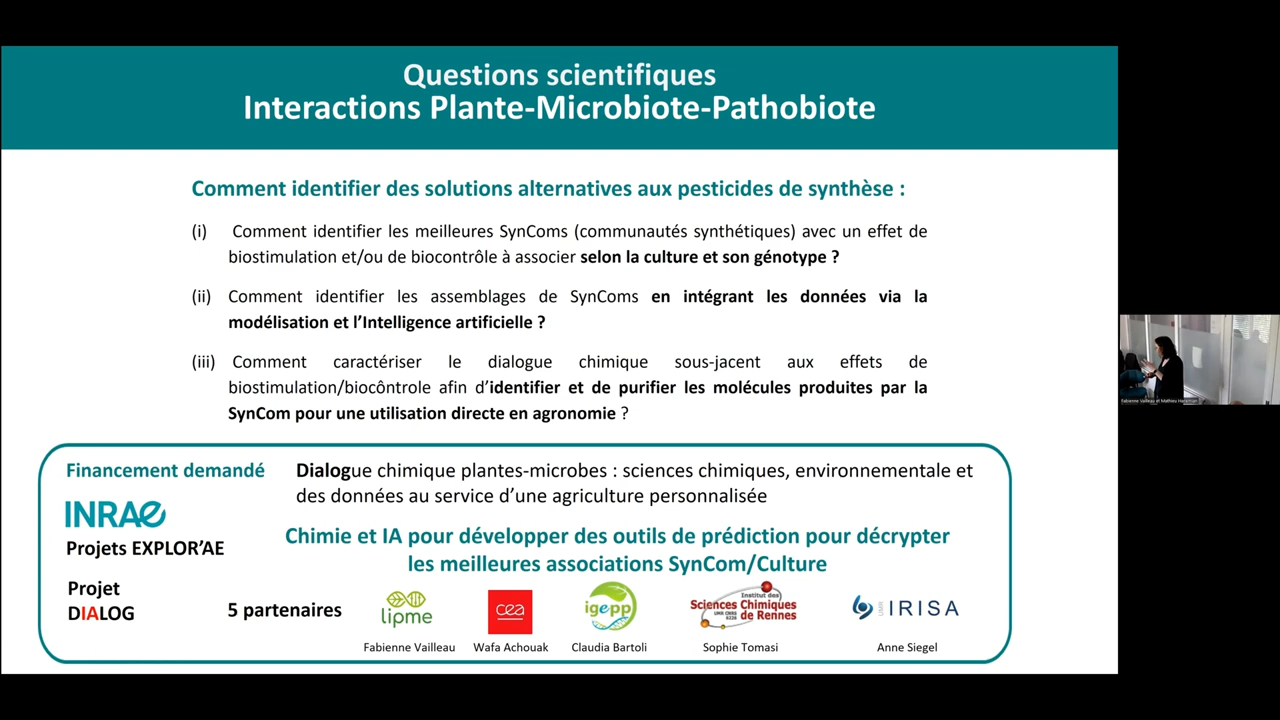 Questions scientifiques
Interactions Plante-Microbiote-Pathobiote
Comment identifier des solutions alternatives aux pesticides de synthèse :
(i) Comment identifier les meilleures SynComs (communautés synthétiques) avec un effet de
biostimulation et/ou de biocontrôle à associer selon la culture et son génotype ?
(ii) Comment identifier les assemblages de SynComs en intégrant les données via la
modélisation et l’Intelligence artificielle ?
(iii) Comment caractériser le dialogue chimique sous-jacent aux effets de
biostimulation/biocôntrole afin d’identifier et de purifier les molécules produites par la
SynCom pour une utilisation directe en agronomie ?
Financement demandé
Dialogue chimique plantes-microbes : sciences chimiques, environnementale et
des données au service d’une agriculture personnalisée
INRAE
Projets EXPLOR’AE
Chimie et IA pour développer des outils de prédiction pour décrypter
les meilleures associations SynCom/Culture
Projet
DIALOG
5 partenaires
lipme
cea
igepp
Institut des
Sciences Chimiques
UMR CNRS
6226
de Rennes
UMR IRISA
Fabienne Vailleau
Wafa Achouak
Claudia Bartoli
Sophie Tomasi
Anne Siegel